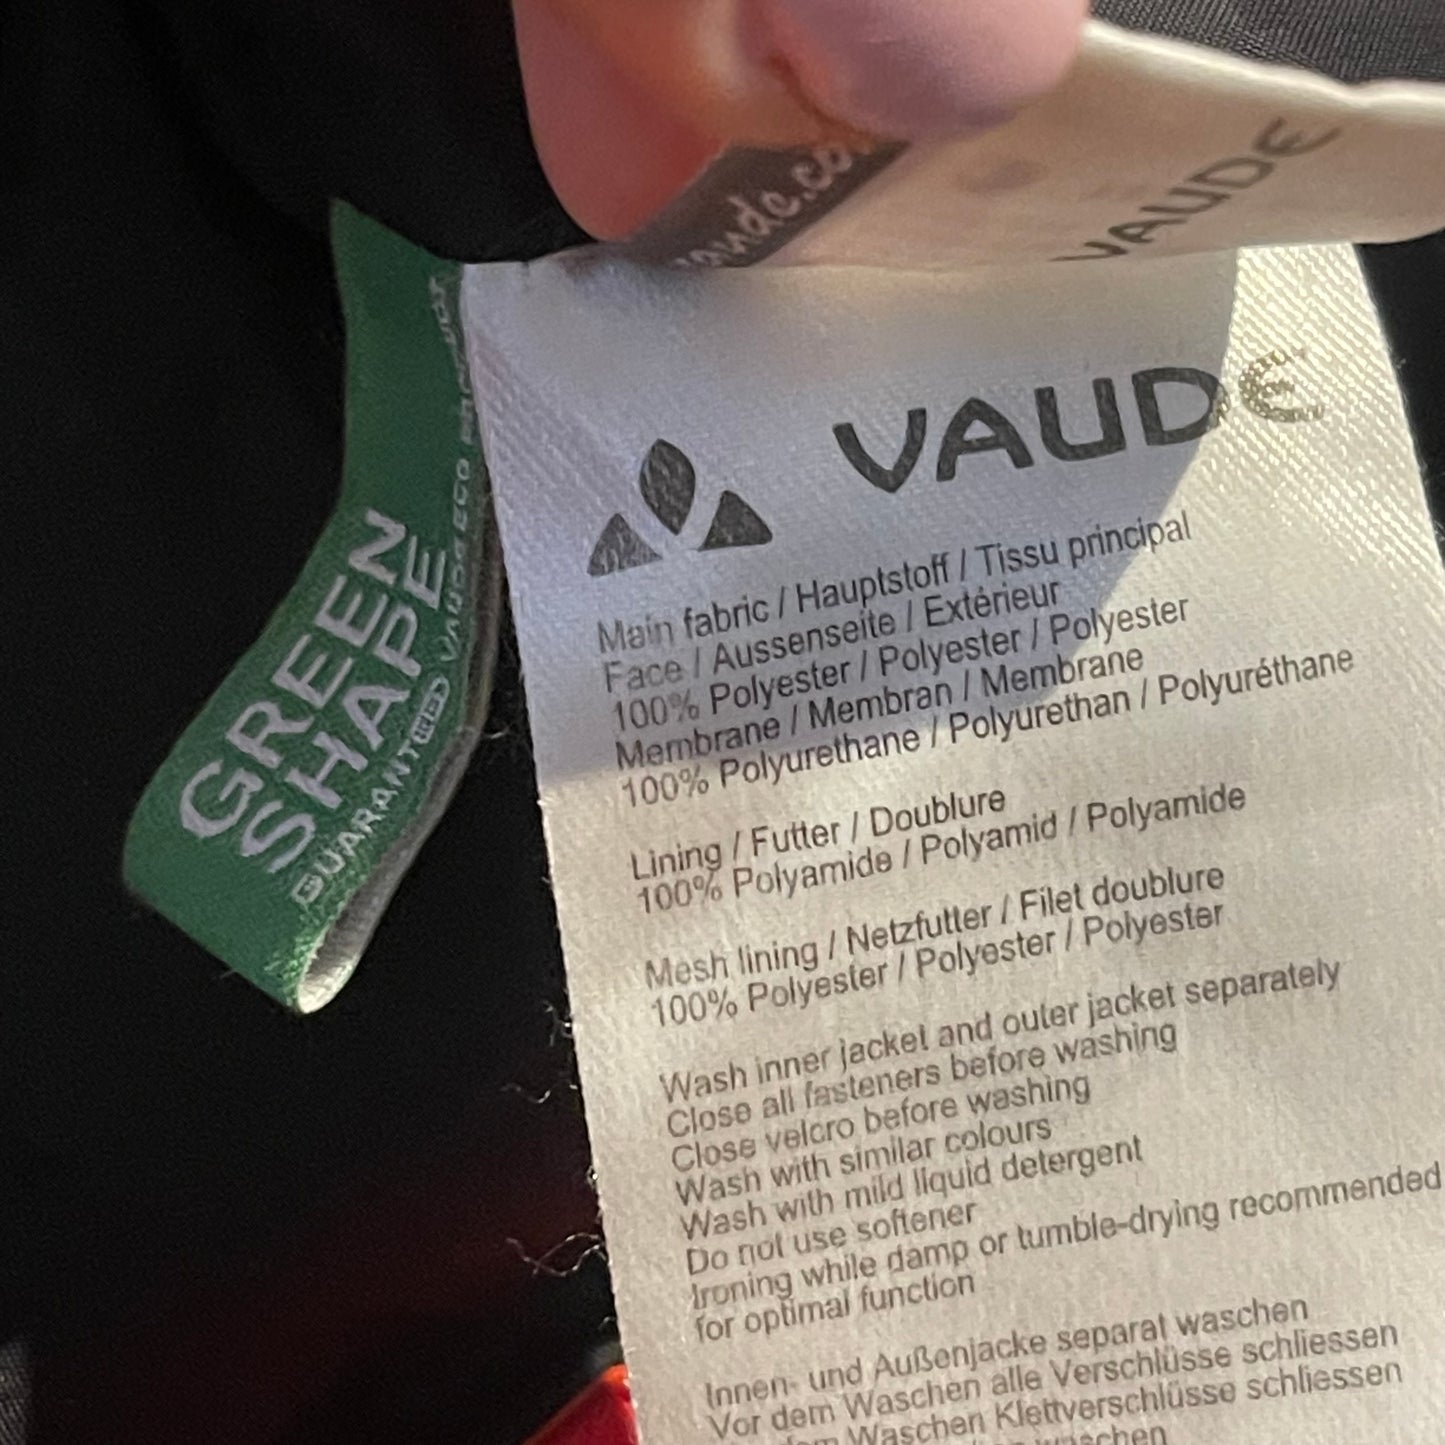 vaude.co
VAUDE
VAUDE
GREEN
SHAPE
GUARANTEED VAUDE ECO
Main fabric / Hauptstoff / Tissu principal
Face / Aussenseite / Extérieur
100% Polyester / Polyester / Polyester
Membrane / Membran / Membrane
100% Polyurethane / Polyurethan / Polyuréthane
Lining / Futter / Doublure
100% Polyamide / Polyamid / Polyamide
Mesh lining / Netzfutter / Filet doublure
100% Polyester / Polyester / Polyester
Wash inner jacket and outer jacket separately
Close all fasteners before washing
Close velcro before washing
Wash with similar colours
Wash with mild liquid detergent
Do not use softener
Ironing while damp or tumble-drying recommended
for optimal function
Innen- und Außenjacke separat waschen
Vor dem Waschen alle Verschlüsse schliessen
dem Waschen Klettverschlüsse schliessen
waschen